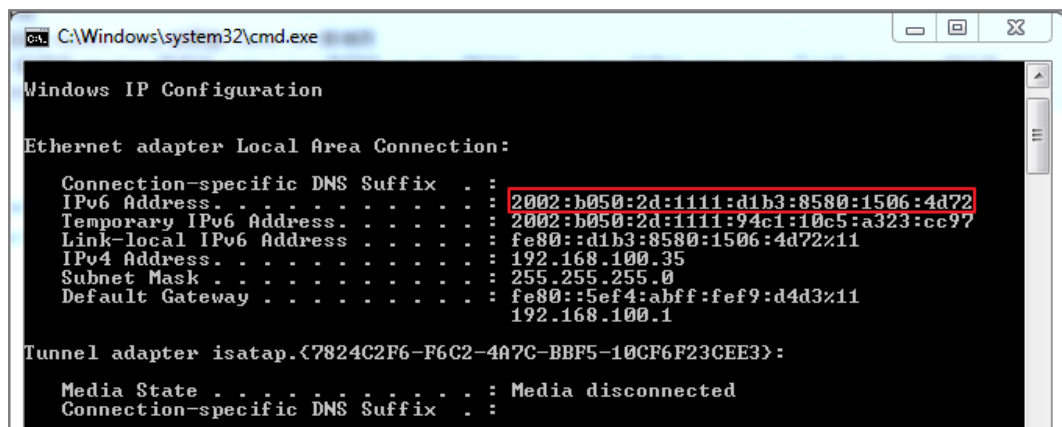 C:\Windows\system32\cmd.exe
Windows IP Configuration
Ethernet adapter Local Area Connection:
Connection-specific DNS Suffix  . :
IPv6 Address. . . . . . . . . . . : 2002:b050:2d:1111:d1b3:8580:1506:4d72
Temporary IPv6 Address. . . . . . : 2002:b050:2d:1111:94c1:10c5:a323:cc97
Link-local IPv6 Address . . . . . : fe80::d1b3:8580:1506:4d72%11
IPv4 Address. . . . . . . . . . . : 192.168.100.35
Subnet Mask . . . . . . . . . . . : 255.255.255.0
Default Gateway . . . . . . . . . : fe80::5ef4:abff:fef9:d4d3%11
192.168.100.1
Tunnel adapter isatap.{7824C2F6-F6C2-4A7C-BBF5-10CF6F23CEE3}:
Media State . . . . . . . . . . . : Media disconnected
Connection-specific DNS Suffix  . :